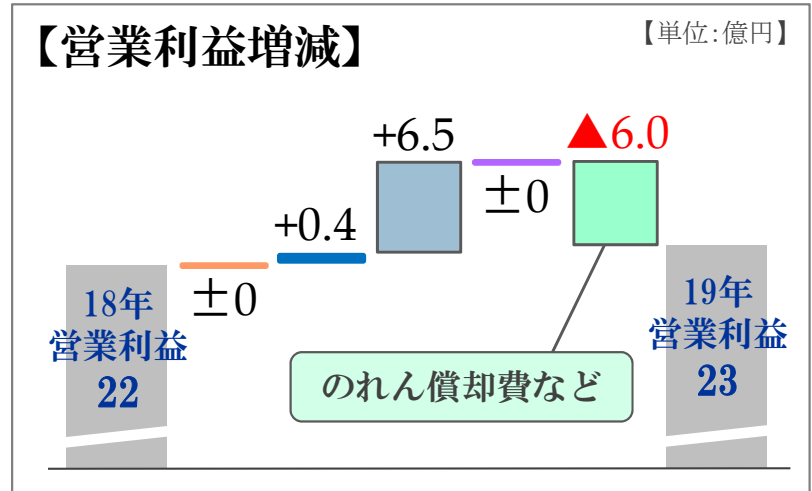 【営業利益増減】
【単位:億円】
+6.5
▲6.0
±0
+0.4
±0
18年
営業利益
22
19年
営業利益
23
のれん償却費など